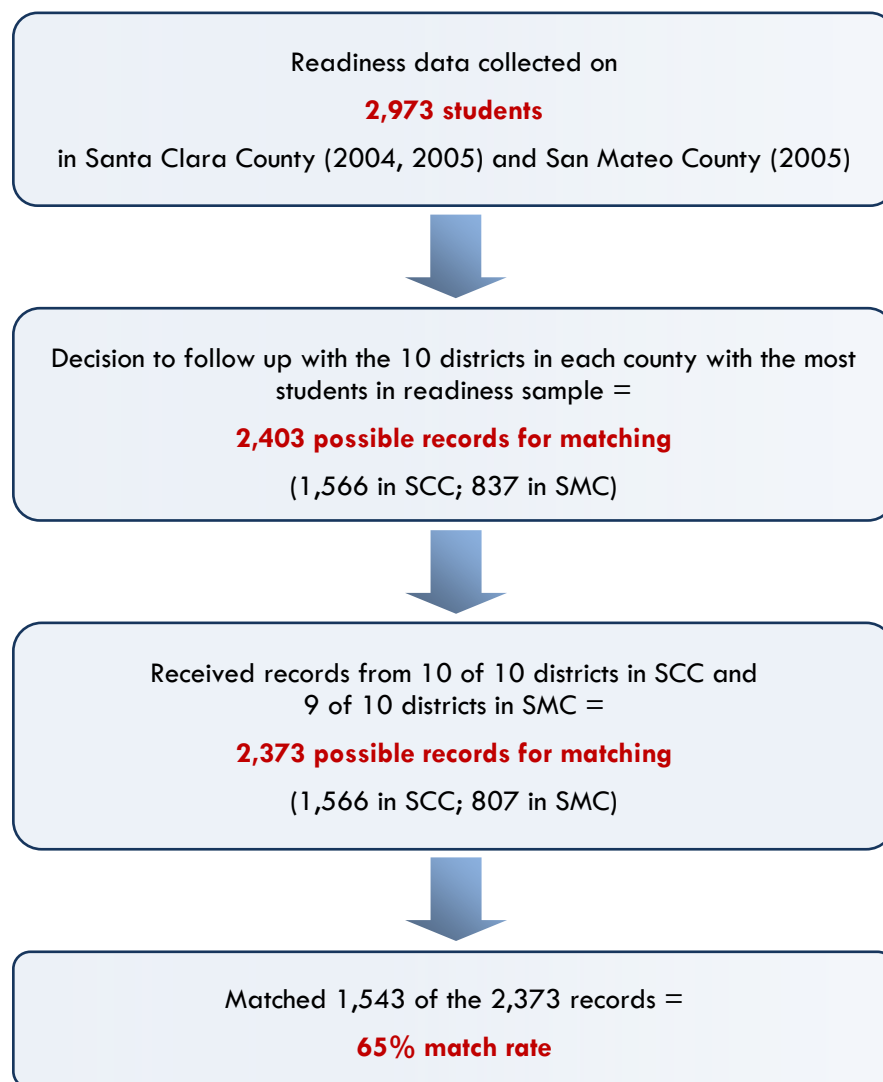 Readiness data collected on
2,973 students
in Santa Clara County (2004, 2005) and San Mateo County (2005)
Decision to follow up with the 10 districts in each county with the most
students in readiness sample =
2,403 possible records for matching
(1,566 in SCC; 837 in SMC)
Received records from 10 of 10 districts in SCC and
9 of 10 districts in SMC =
2,373 possible records for matching
(1,566 in SCC; 807 in SMC)
Matched 1,543 of the 2,373 records =
65% match rate